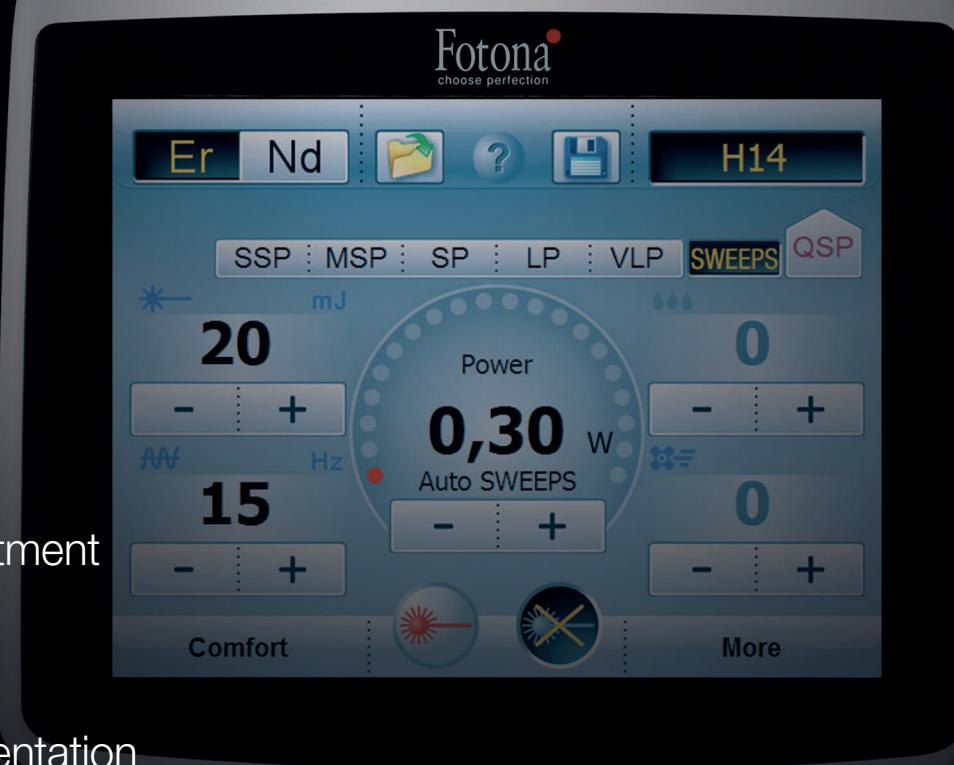 Fotona
choose perfection
Er Nd ? H14
SSP MSP SP LP VLP SWEEPS QSP
mJ
20 Power 0
- + - +
0,30 W
Hz
Auto SWEEPS
15 0
- +
- + - +
Comfort More
tment
entation